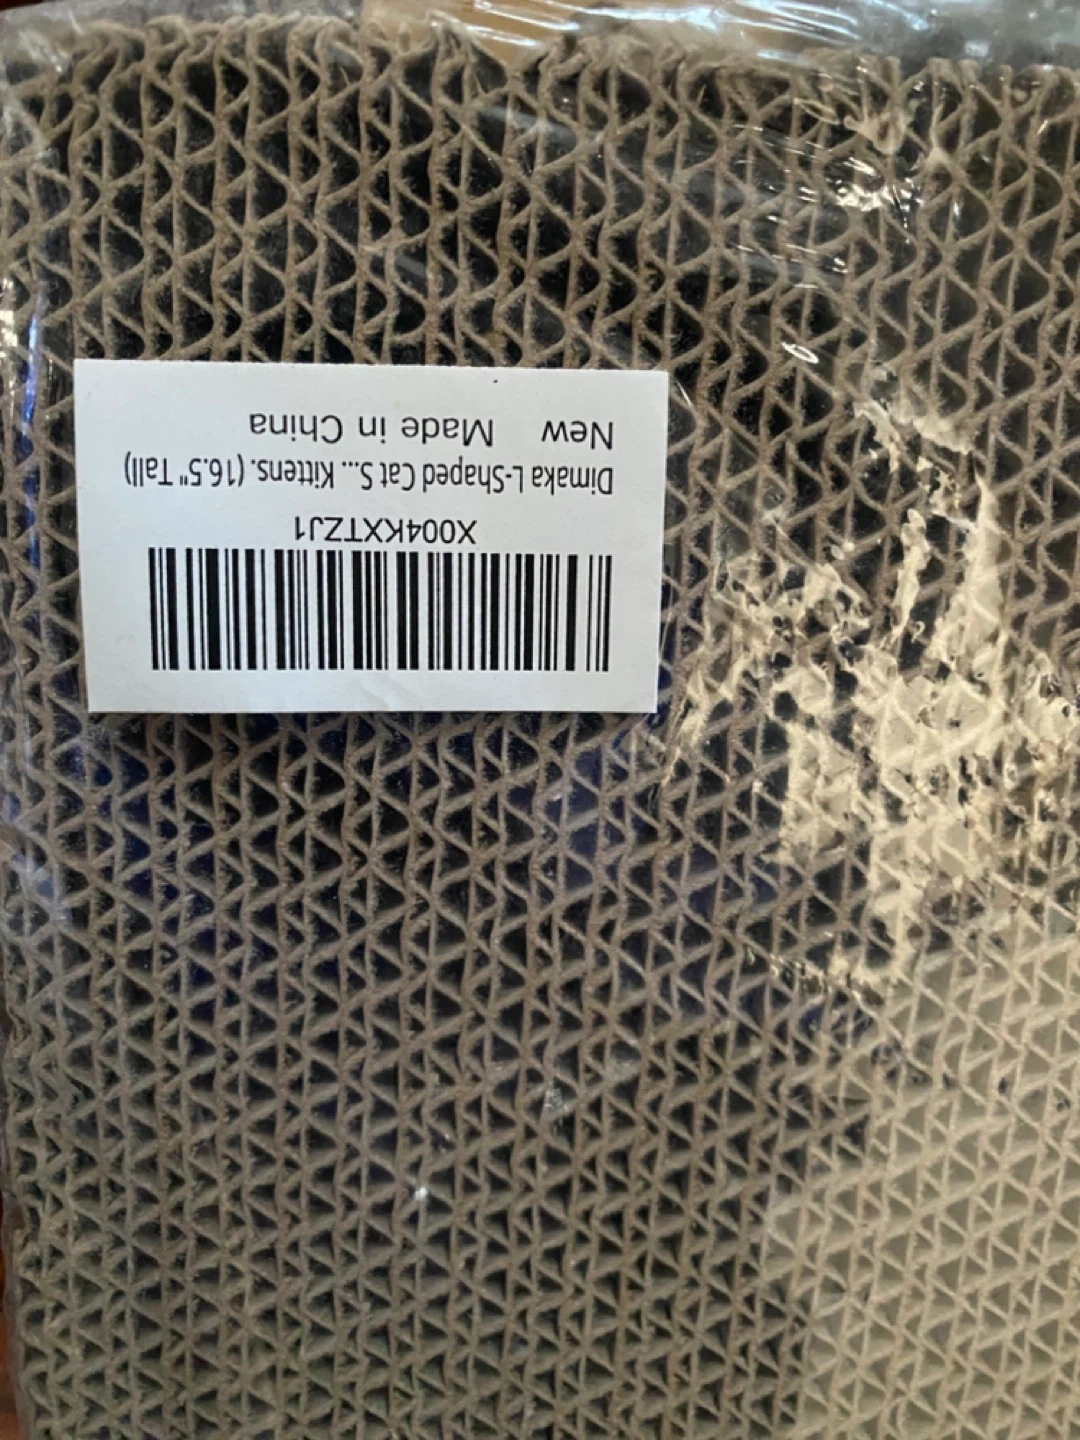 X004KXTZJ1
Dimaka L-Shaped Cat S... Kittens. (16.5" Tall)
New Made in China